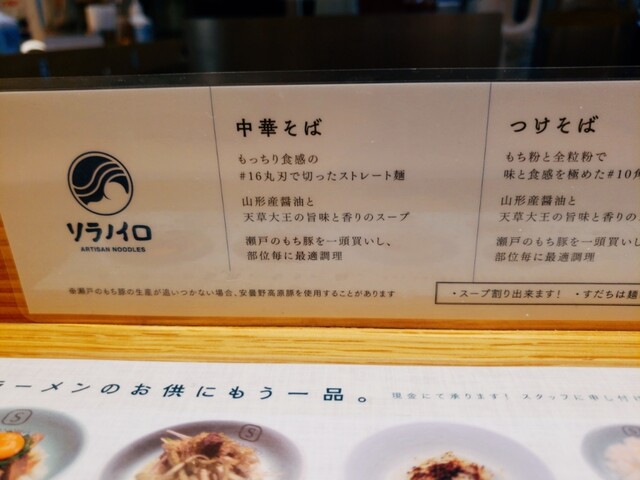 ソラノイロ
ARTISAN NOODLES
中華そば
もっちり食感の
#16丸刃で切ったストレート麺
山形産醤油と
天草大王の旨味と香りのスープ
瀬戸のもち豚を一頭買いし、
部位毎に最適調理
つけそば
もち粉と全粒粉で
味と食感を極めた#10角
山形産醤油と
天草大王の旨味と香りの
瀬戸のもち豚を一頭買い
部位毎に最適調理
※瀬戸のもち豚の生産が追いつかない場合、安曇野高原豚を使用することがあります
・スープ割り出来ます! ・すだちは麺
ラーメンのお供にもう一品。
現金にて承ります! スタッフに申し付け
S
S
S